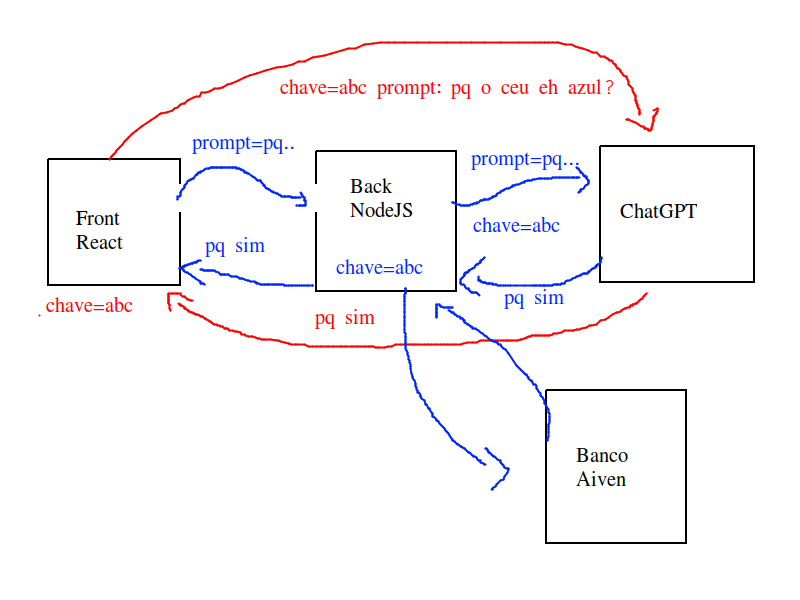 chave=abc prompt: pq o ceu eh azul?
prompt=pq..
prompt=pq...
Back
NodeJS
Front
React
ChatGPT
chave=abc
pq sim
chave=abc
pq sim
chave=abc
pq sim
Banco
Aiven